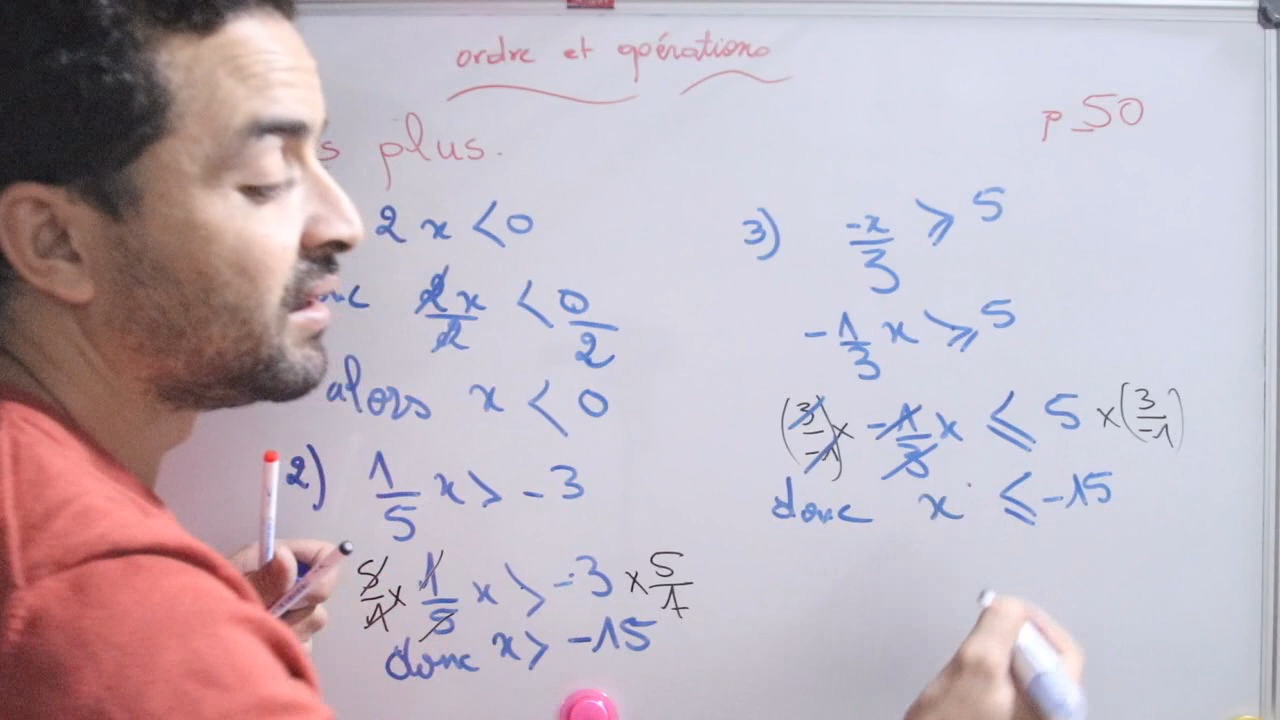 ordre et opérations
p 50
s plus.
2x < 0
2x/2 < 0/2
alors x < 0
2) 1/5 x > -3
5/1 × 1/5 x > -3 × 5/1
donc x > -15
3) -x/3 ⩾ 5
-1/3 x ⩾ 5
(3/-1) × -1/3 x ⩽ 5 × (3/-1)
donc x ⩽ -15